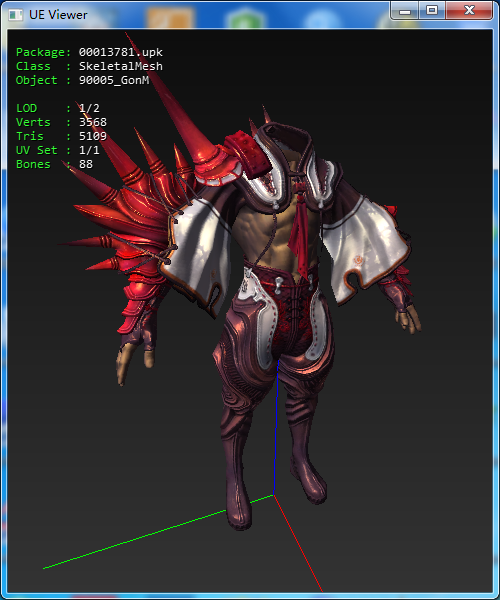 UE Viewer
Package: 00013781.upk
Class : SkeletalMesh
Object : 90005_GonM
LOD : 1/2
Verts : 3568
Tris : 5109
UV Set : 1/1
Bones : 88